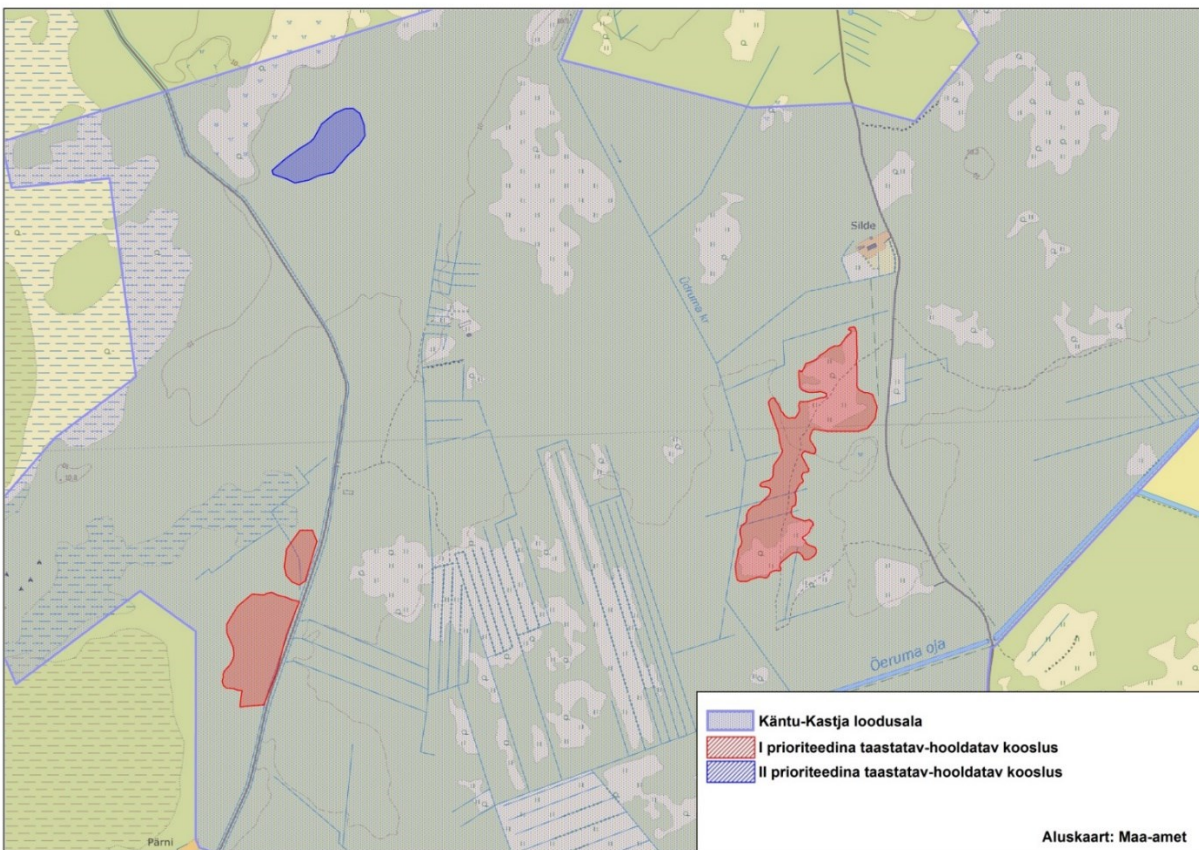 Silde
Üdruma kr
Õeruma oja
Käntu-Kastja loodusala
I prioriteedina taastatav-hooldatav kooslus
II prioriteedina taastatav-hooldatav kooslus
Pärni
Aluskaart: Maa-amet